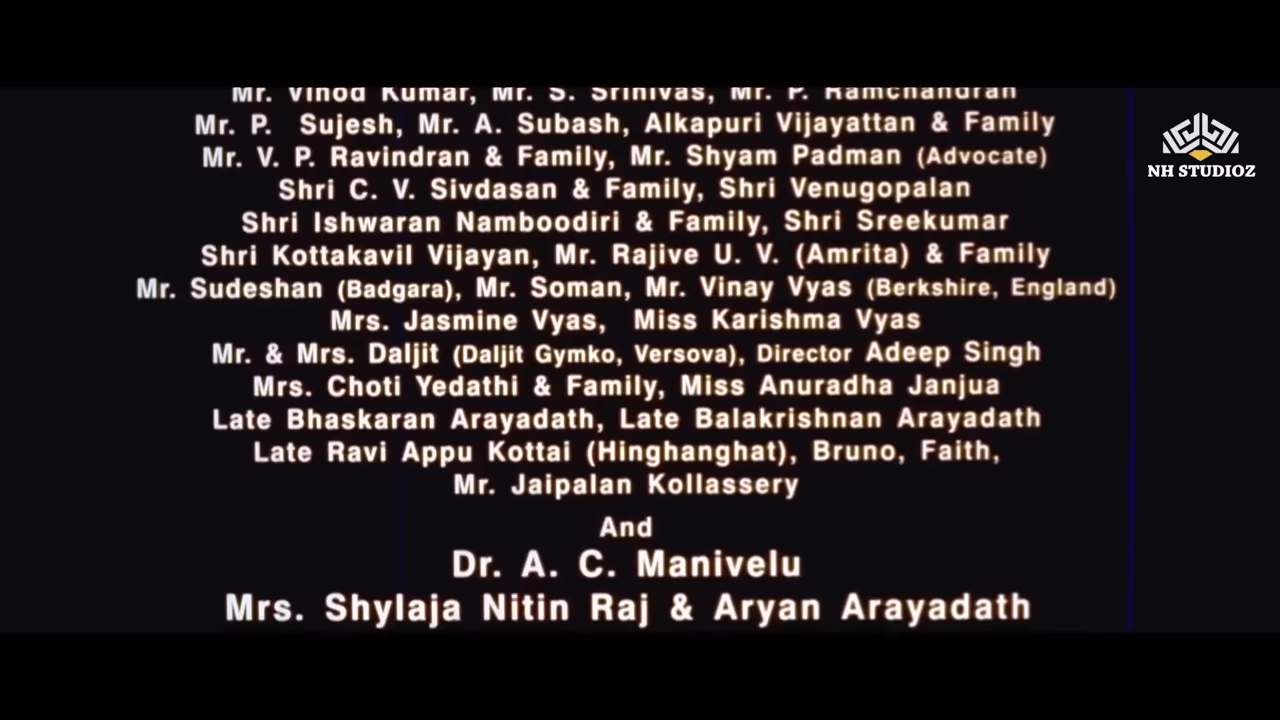 Mr. Vinod Kumar, Mr. S. Srinivas, Mr. P. Ramchandran
Mr. P. Sujesh, Mr. A. Subash, Alkapuri Vijayattan & Family
Mr. V. P. Ravindran & Family, Mr. Shyam Padman (Advocate)
Shri C. V. Sivdasan & Family, Shri Venugopalan
Shri Ishwaran Namboodiri & Family, Shri Sreekumar
Shri Kottakavil Vijayan, Mr. Rajive U. V. (Amrita) & Family
Mr. Sudeshan (Badgara), Mr. Soman, Mr. Vinay Vyas (Berkshire, England)
Mrs. Jasmine Vyas, Miss Karishma Vyas
Mr. & Mrs. Daljit (Daljit Gymko, Versova), Director Adeep Singh
Mrs. Choti Yedathi & Family, Miss Anuradha Janjua
Late Bhaskaran Arayadath, Late Balakrishnan Arayadath
Late Ravi Appu Kottai (Hinghanghat), Bruno, Faith,
Mr. Jaipalan Kollassery
And
Dr. A. C. Manivelu
Mrs. Shylaja Nitin Raj & Aryan Arayadath
NH STUDIOZ